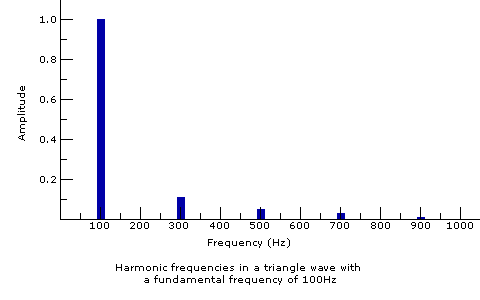 1.0
0.8
0.6
0.4
0.2
Amplitude
100 200 300 400 500 600 700 800 900 1000
Frequency (Hz)
Harmonic frequencies in a triangle wave with
a fundamental frequency of 100Hz